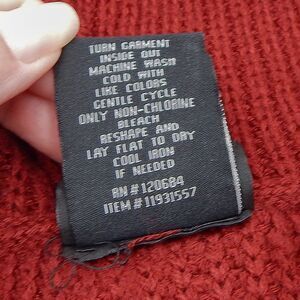 TURN GARMENT
INSIDE OUT
MACHINE WASH
COLD WITH
LIKE COLORS
GENTLE CYCLE
ONLY NON-CHLORINE
BLEACH
RESHAPE AND
LAY FLAT TO DRY
COOL IRON
IF NEEDED
RN # 120684
ITEM # 11931557